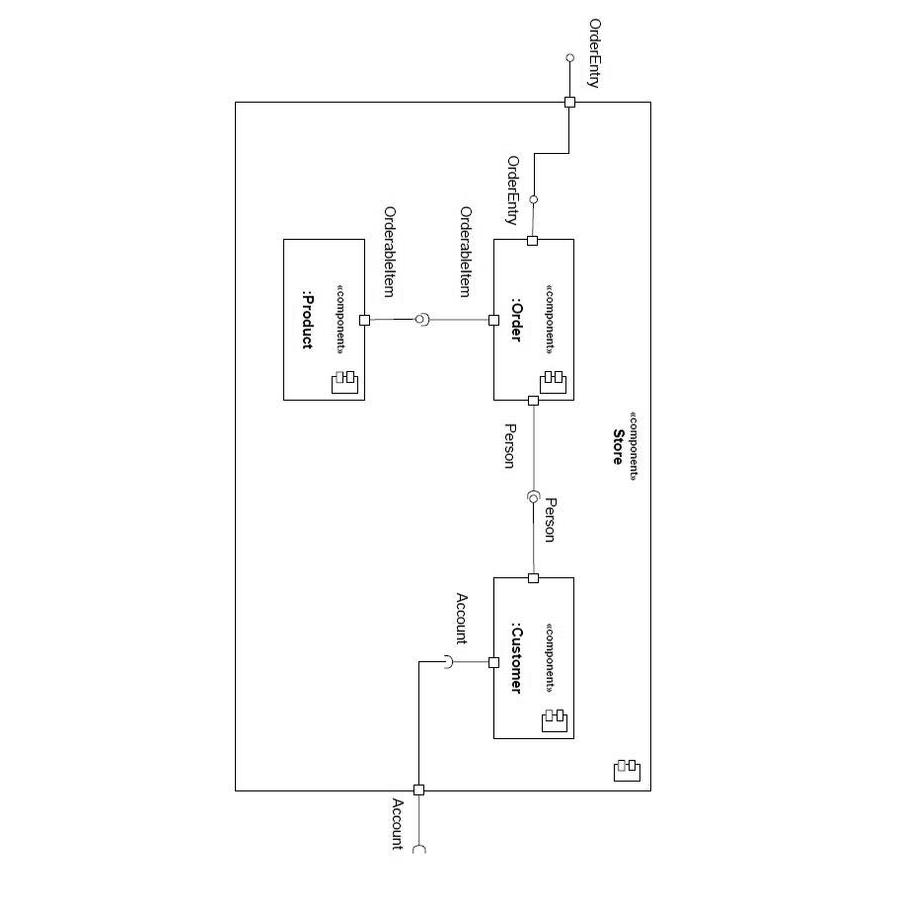 «component»
Store
OrderEntry
OrderEntry
«component»
:Order
Person
Person
«component»
:Customer
OrderableItem
OrderableItem
Account
Account
«component»
:Product